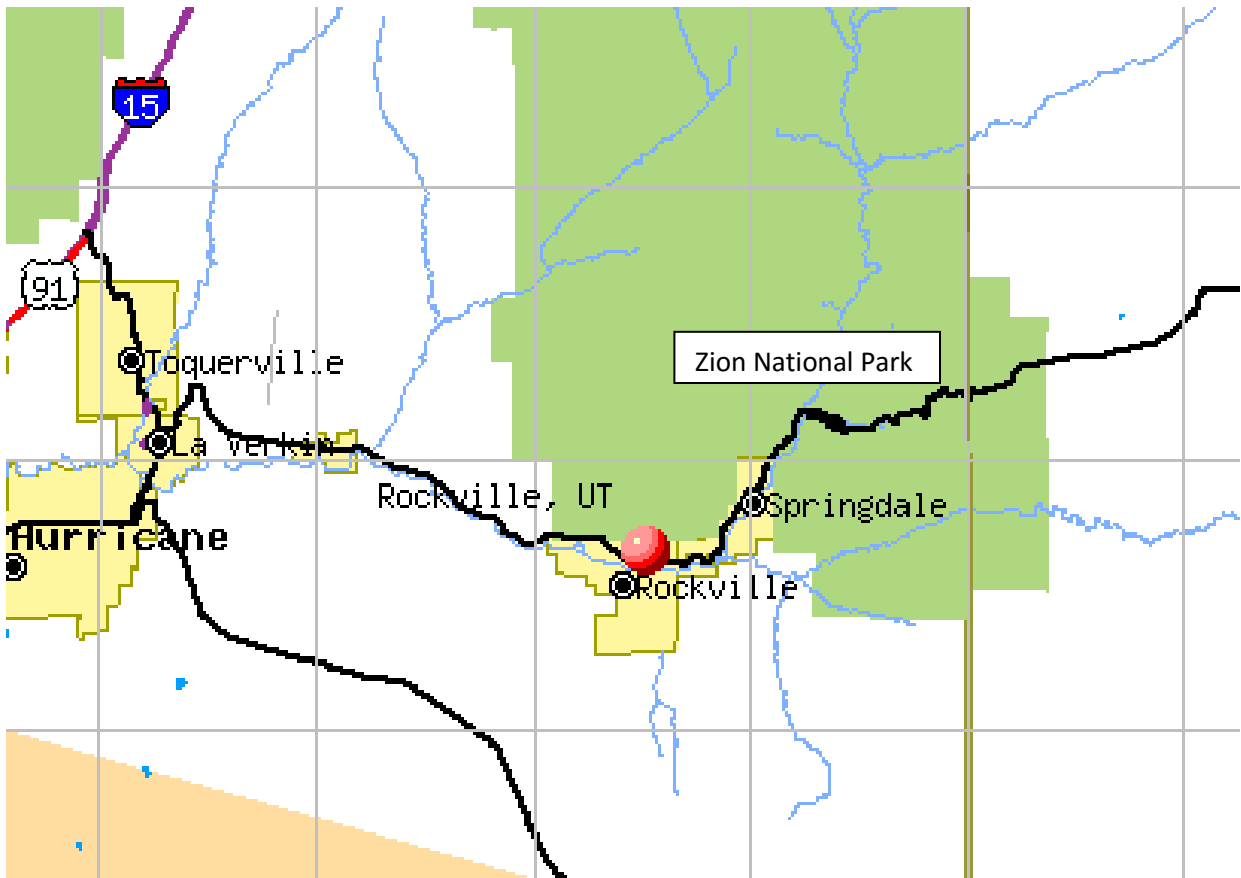 15
91
Zion National Park
Toquerville
La Verkin
Rockville, UT
Springdale
Hurricane
Rockville